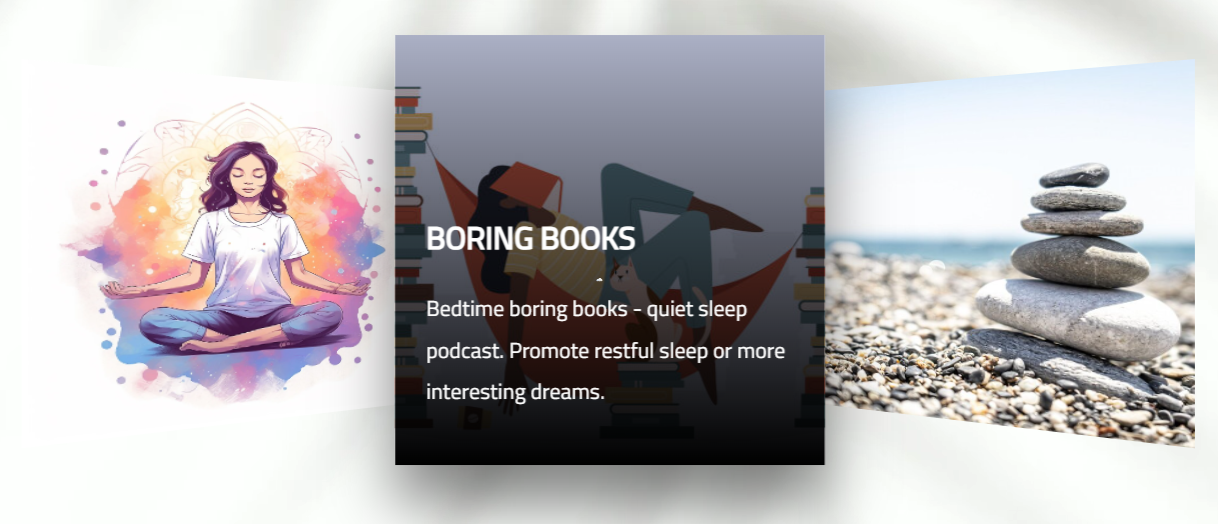 BORING BOOKS
Bedtime boring books - quiet sleep
podcast. Promote restful sleep or more
interesting dreams.